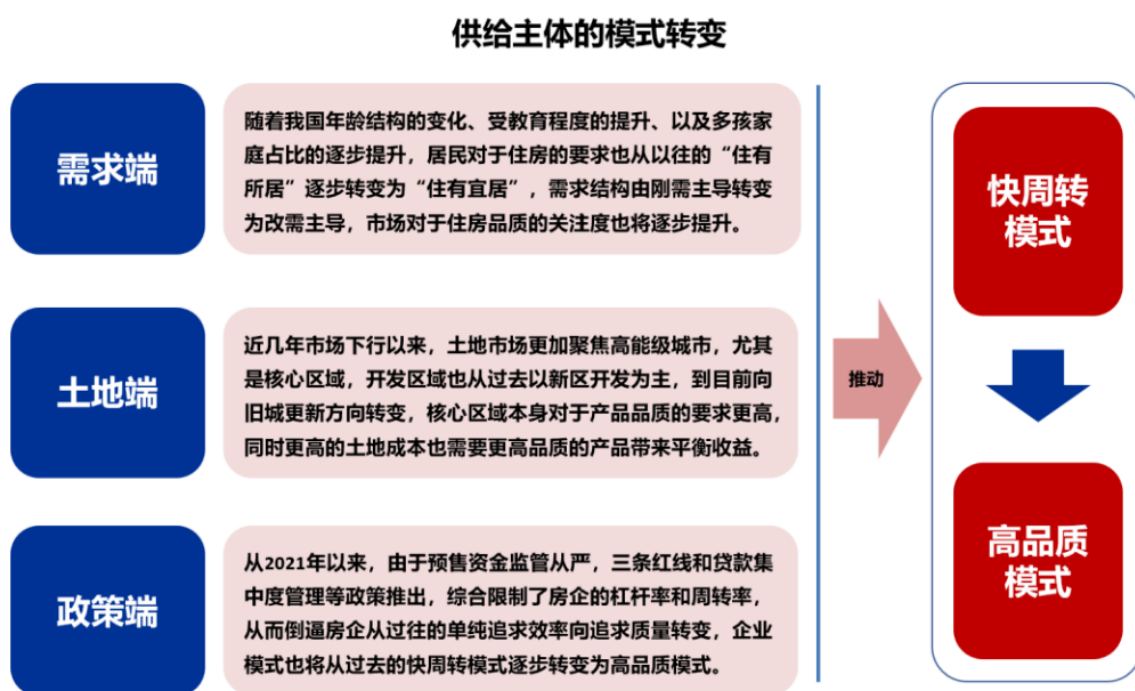 供给主体的模式转变
需求端
随着我国年龄结构的变化、受教育程度的提升、以及多孩家
庭占比的逐步提升，居民对于住房的要求也从以往的“住有
所居”逐步转变为“住有宜居”，需求结构由刚需主导转变
为改需主导，市场对于住房品质的关注度也将逐步提升。
土地端
近几年市场下行以来，土地市场更加聚焦高能级城市，尤其
是核心区域，开发区域也从过去以新区开发为主，到目前向
旧城更新方向转变，核心区域本身对于产品品质的要求更高，
同时更高的土地成本也需要更高品质的产品带来平衡收益。
政策端
从2021年以来，由于预售资金监管从严，三条红线和贷款集
中度管理等政策推出，综合限制了房企的杠杆率和周转率，
从而倒逼房企从过往的单纯追求效率向追求质量转变，企业
模式也将从过去的快周转模式逐步转变为高品质模式。
推动
快周转
模式
高品质
模式